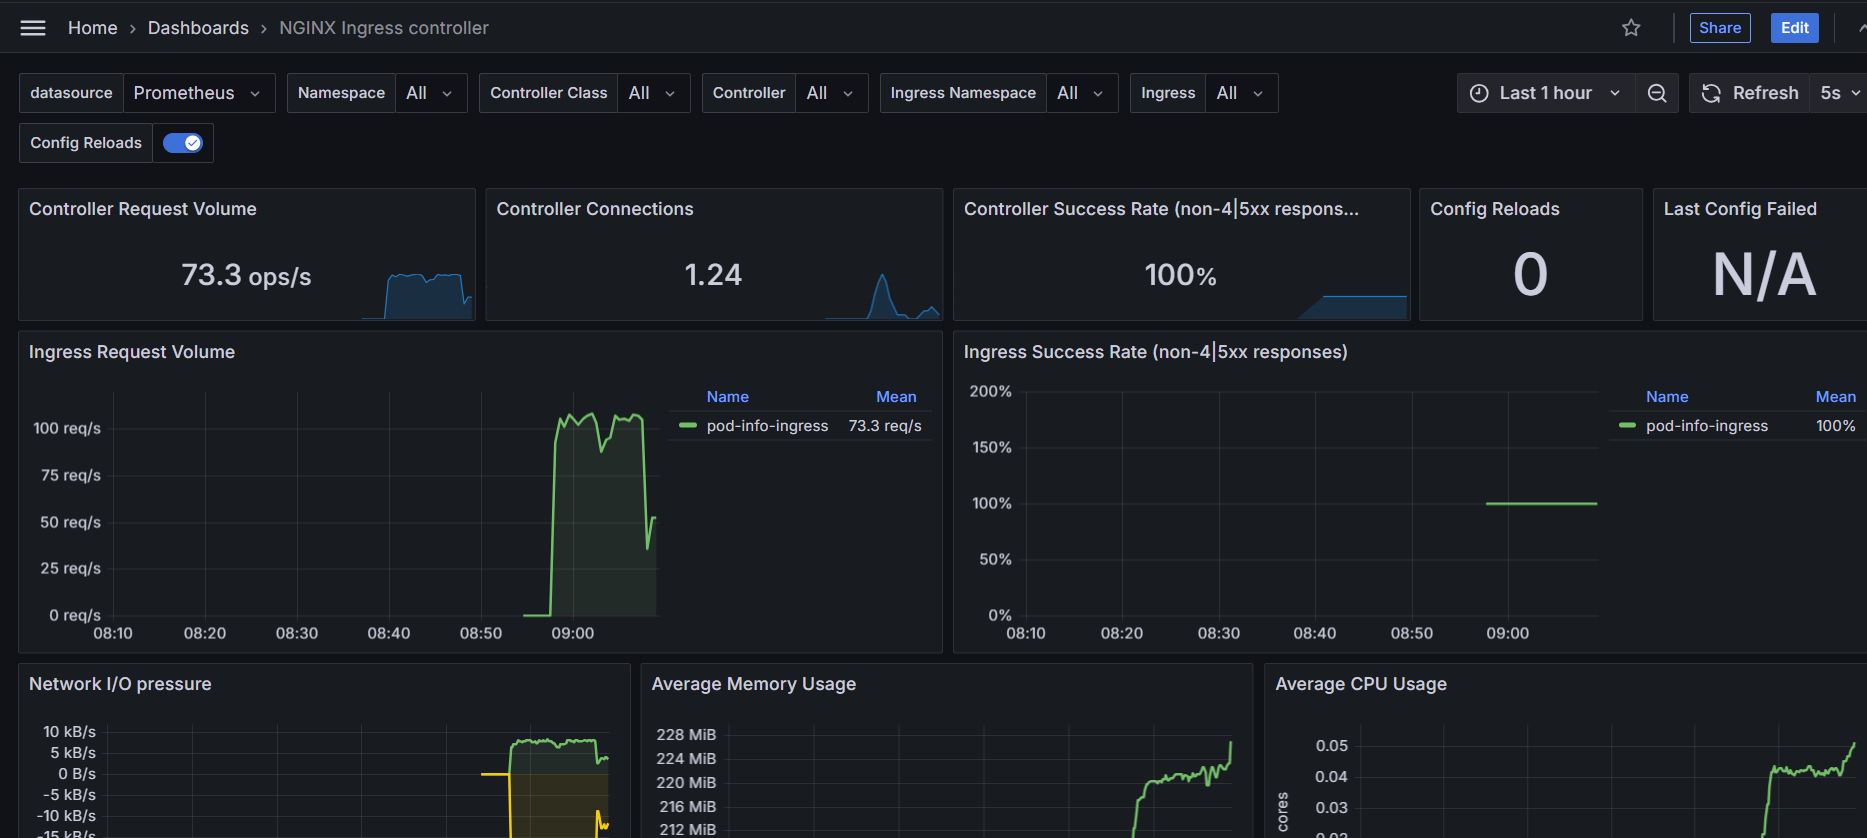 Home › Dashboards › NGINX Ingress controller
Share
Edit
datasource Prometheus
Namespace All
Controller Class All
Controller All
Ingress Namespace All
Ingress All
Last 1 hour
Refresh 5s
Config Reloads
Controller Request Volume
73.3 ops/s
Controller Connections
1.24
Controller Success Rate (non-4|5xx respons...
100%
Config Reloads
0
Last Config Failed
N/A
Ingress Request Volume
100 req/s
75 req/s
50 req/s
25 req/s
0 req/s
08:10 08:20 08:30 08:40 08:50 09:00
Name Mean
pod-info-ingress 73.3 req/s
Ingress Success Rate (non-4|5xx responses)
200%
150%
100%
50%
0%
08:10 08:20 08:30 08:40 08:50 09:00
Name Mean
pod-info-ingress 100%
Network I/O pressure
10 kB/s
5 kB/s
0 B/s
-5 kB/s
-10 kB/s
-15 kB/s
Average Memory Usage
228 MiB
224 MiB
220 MiB
216 MiB
212 MiB
Average CPU Usage
cores
0.05
0.04
0.03
0.02